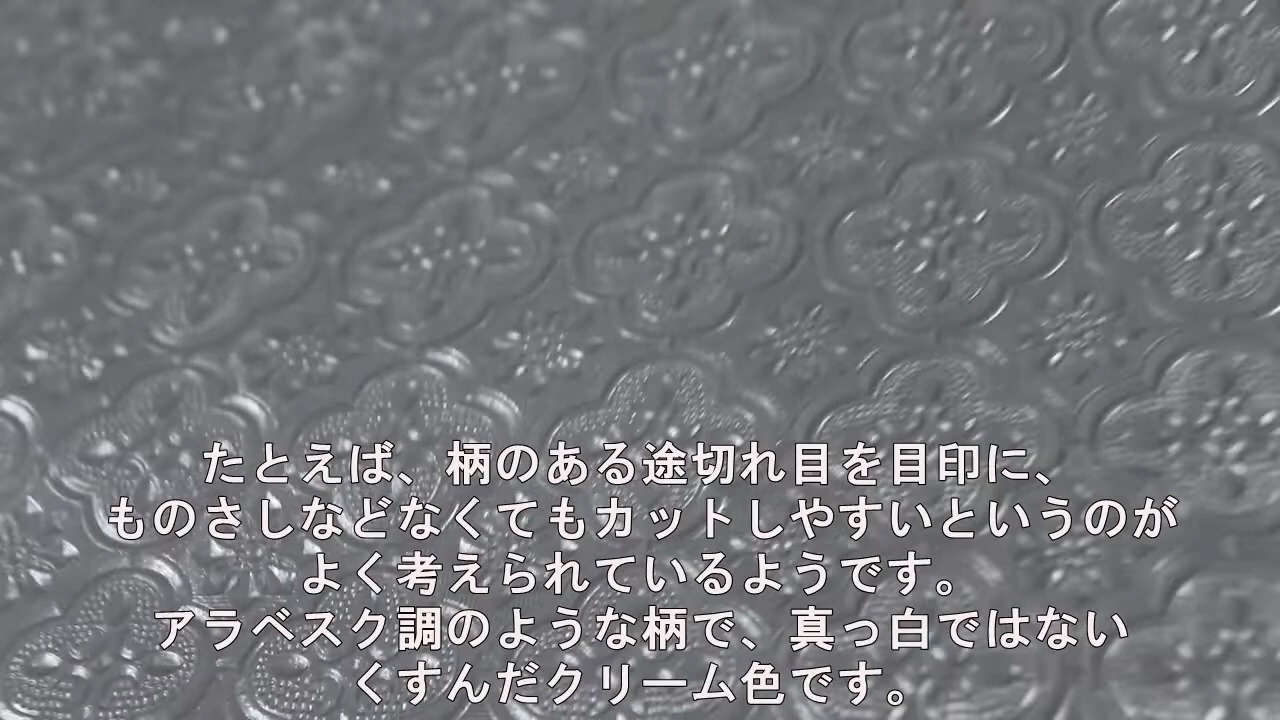 たとえば、柄のある途切れ目を目印に、
ものさしなどなくてもカットしやすいというのが
よく考えられているようです。
アラベスク調のような柄で、真っ白ではない
くすんだクリーム色です。